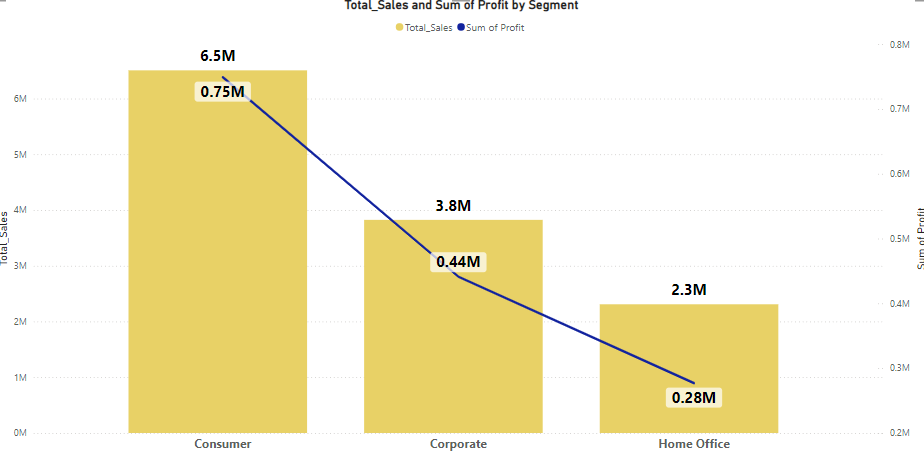 Total_Sales and Sum of Profit by Segment
Total_Sales Sum of Profit
6.5M
0.8M
0.75M
6M
0.7M
5M
0.6M
3.8M
4M
Total_Sales
Sum of Profit
0.5M
0.44M
3M
2.3M
0.4M
2M
1M
0.3M
0.28M
0M
0.2M
Consumer Corporate Home Office